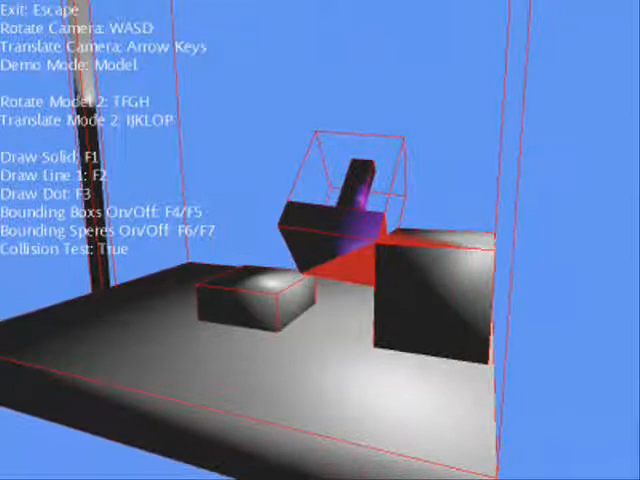 Exit: Escape
Rotate Camera: WASD
Translate Camera: Arrow Keys
Demo Mode: Model
Rotate Model 2: TFGH
Translate Mode 2: IJKLOP
Draw Solid: F1
Draw Line 1: F2
Draw Dot: F3
Bounding Boxs On/Off: F4/F5
Bounding Speres On/Off: F6/F7
Collision Test: True